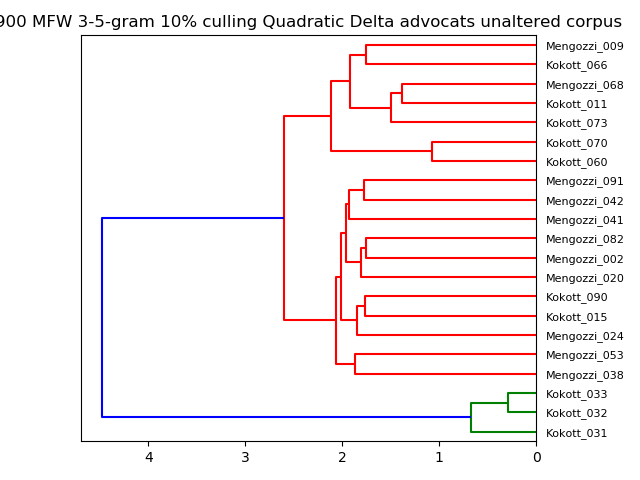 900 MFW 3-5-gram 10% culling Quadratic Delta advocats unaltered corpus
Mengozzi_009
Kokott_066
Mengozzi_068
Kokott_011
Kokott_073
Kokott_070
Kokott_060
Mengozzi_091
Mengozzi_042
Mengozzi_041
Mengozzi_082
Mengozzi_002
Mengozzi_020
Kokott_090
Kokott_015
Mengozzi_024
Mengozzi_053
Mengozzi_038
Kokott_033
Kokott_032
Kokott_031
4 3 2 1 0